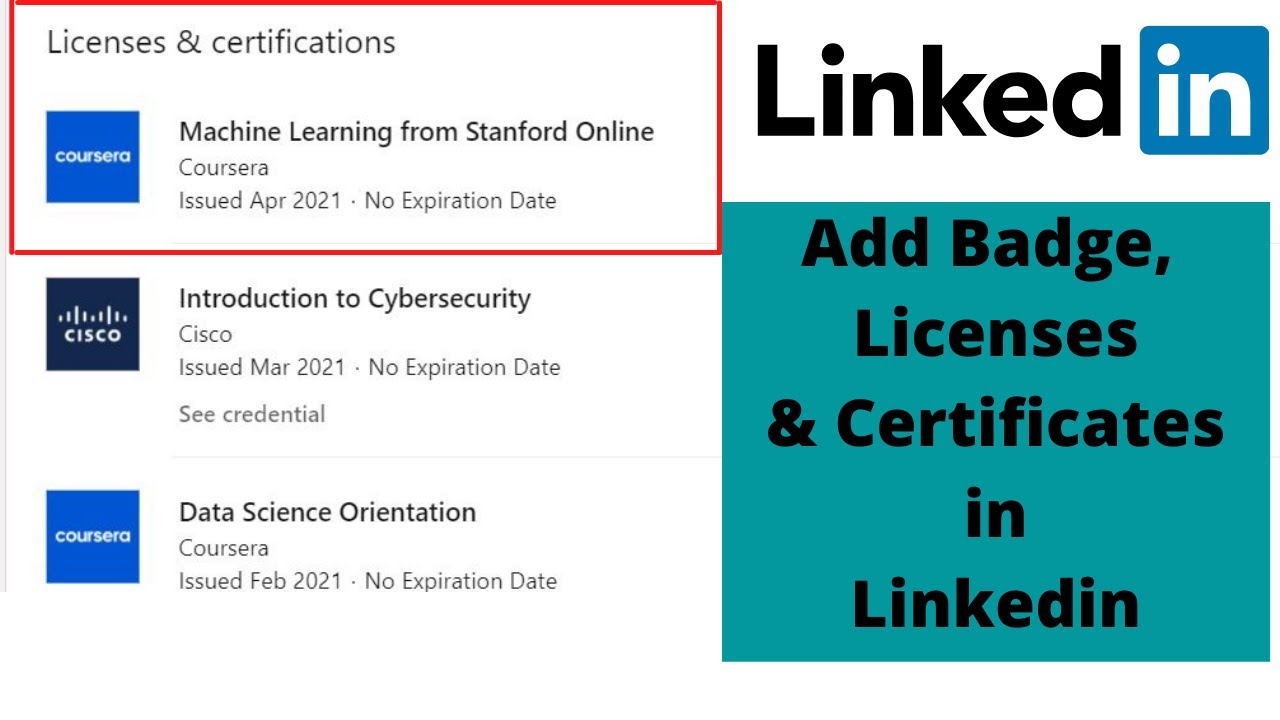 Licenses & certifications
coursera
Machine Learning from Stanford Online
Coursera
Issued Apr 2021 · No Expiration Date
CISCO
Introduction to Cybersecurity
Cisco
Issued Mar 2021 · No Expiration Date
See credential
coursera
Data Science Orientation
Coursera
Issued Feb 2021 · No Expiration Date
Linked in
Add Badge,
Licenses
& Certificates
in
Linkedin